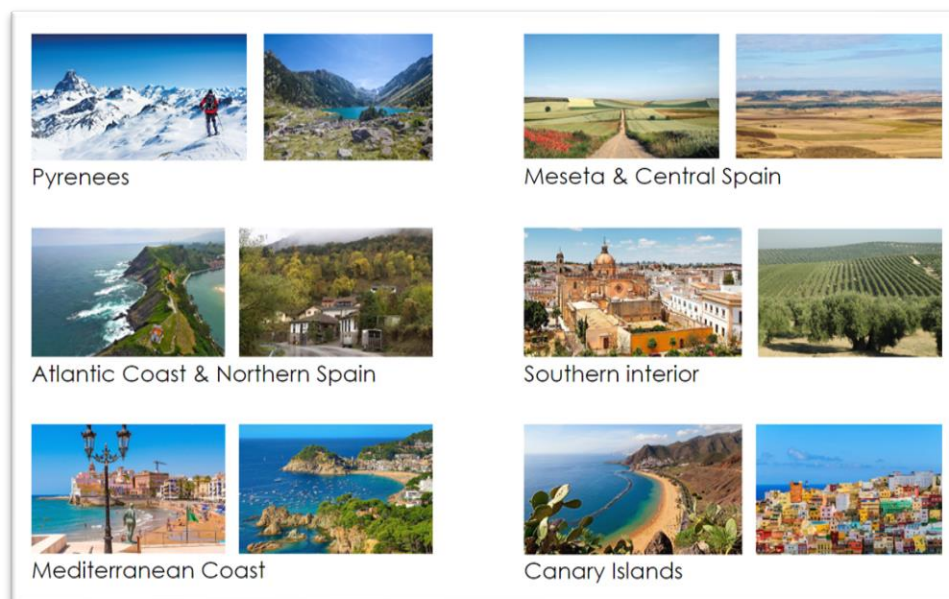 Pyrenees
Meseta & Central Spain
Atlantic Coast & Northern Spain
Southern interior
Mediterranean Coast
Canary Islands